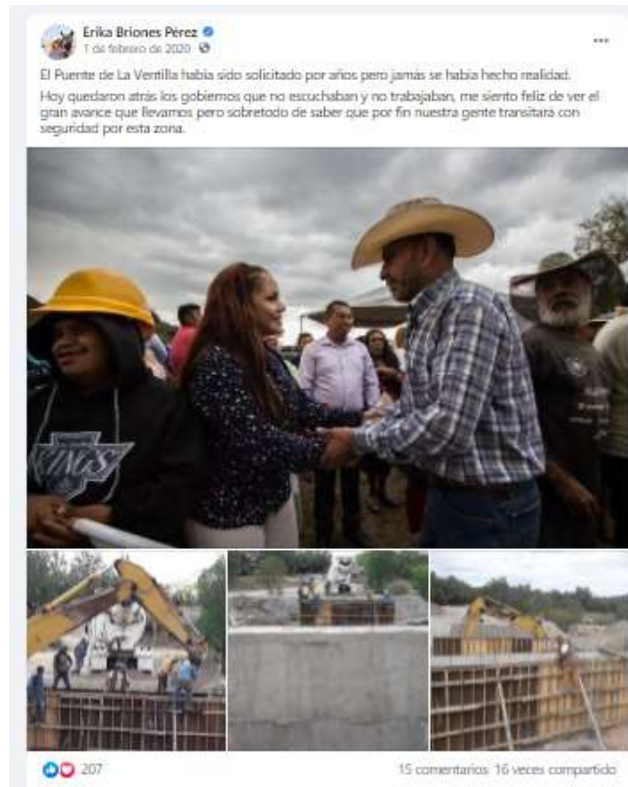 Erika Briones Pérez
1 de febrero de 2020
El Puente de La Ventilla había sido solicitado por años pero jamás se había hecho realidad.
Hoy quedaron atrás los gobiernos que no escuchaban y no trabajaban, me siento feliz de ver el
gran avance que llevamos pero sobretodo de saber que por fin nuestra gente transitará con
seguridad por esta zona.
KINGS
207
15 comentarios 16 veces compartido